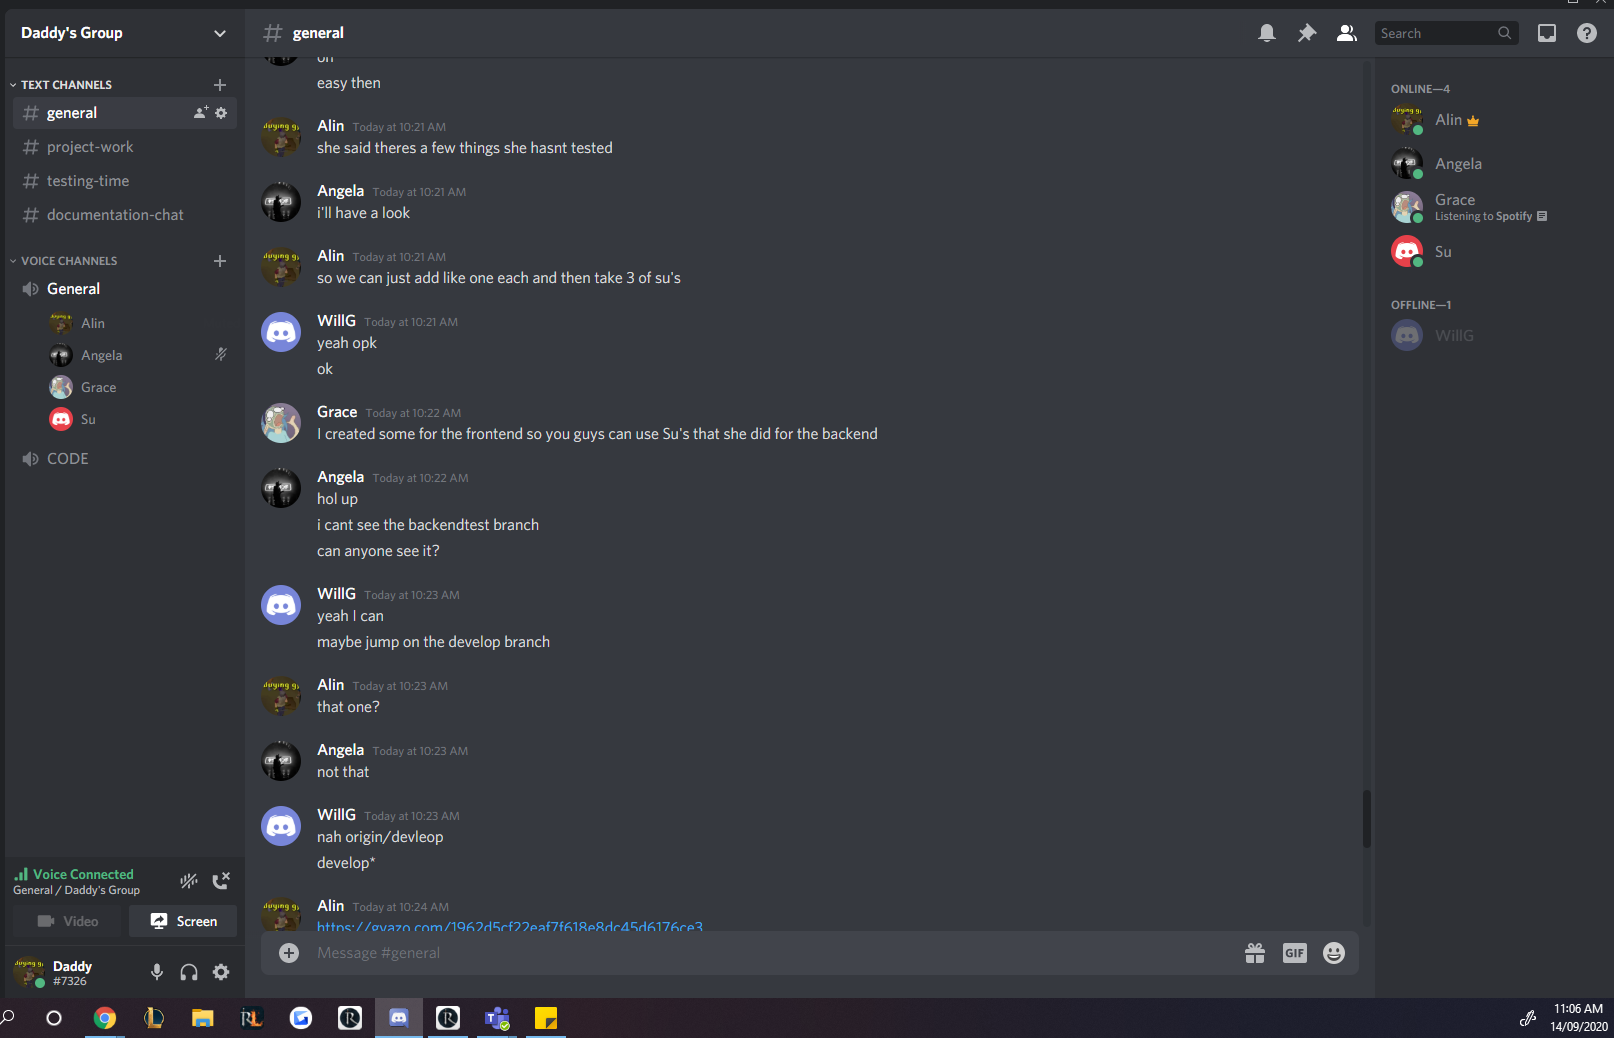 Daddy's Group
TEXT CHANNELS
general
project-work
testing-time
documentation-chat
VOICE CHANNELS
General
Alin
Angela
Grace
Su
CODE
Voice Connected
General / Daddy's Group
Video
Screen
Daddy
#7326
general
Search
easy then
Alin Today at 10:21 AM
she said theres a few things she hasnt tested
Angela Today at 10:21 AM
i'll have a look
Alin Today at 10:21 AM
so we can just add like one each and then take 3 of su's
WillG Today at 10:21 AM
yeah opk
ok
Grace Today at 10:22 AM
I created some for the frontend so you guys can use Su's that she did for the backend
Angela Today at 10:22 AM
hol up
i cant see the backendtest branch
can anyone see it?
WillG Today at 10:23 AM
yeah I can
maybe jump on the develop branch
Alin Today at 10:23 AM
that one?
Angela Today at 10:23 AM
not that
WillG Today at 10:23 AM
nah origin/devleop
develop*
Alin Today at 10:24 AM
https://gyazo.com/1962d5cf22eaf7f618e8dc45d6176ce3
Message #general
GIF
ONLINE—4
Alin
Angela
Grace
Listening to Spotify
Su
OFFLINE—1
WillG
11:06 AM
14/09/2020